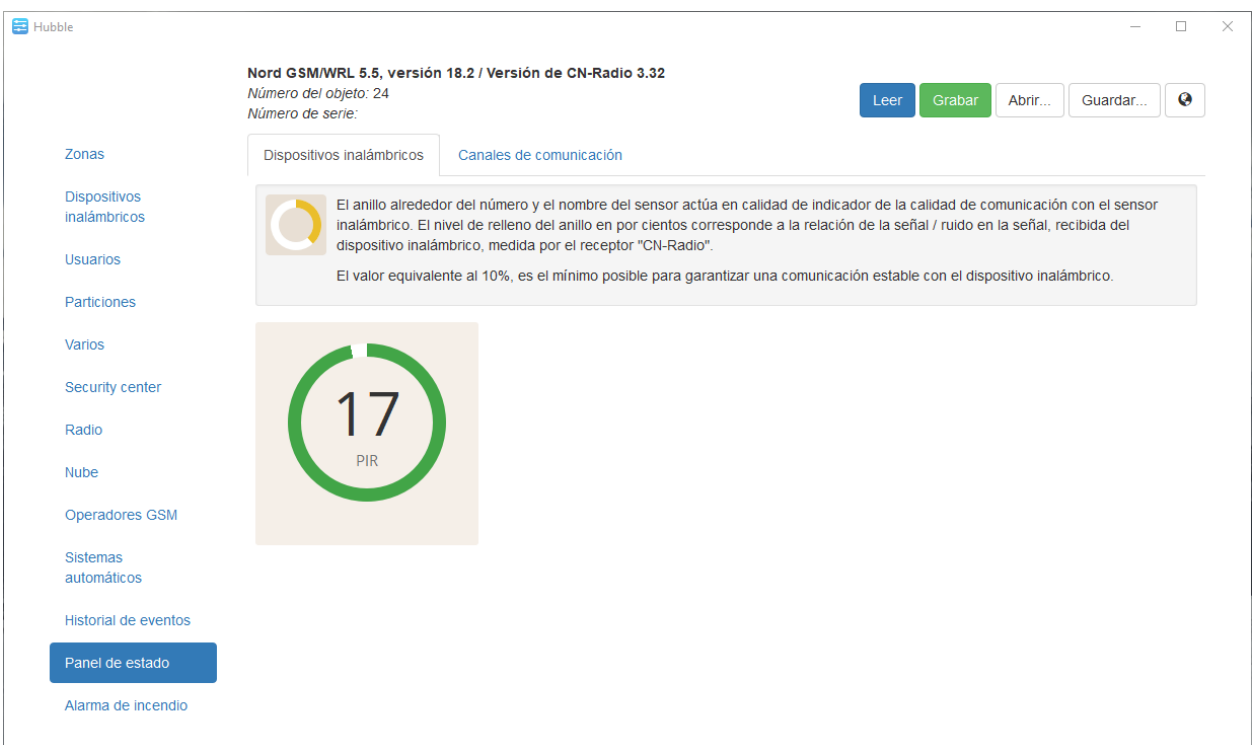 Hubble
Nord GSM/WRL 5.5, versión 18.2 / Versión de CN-Radio 3.32
Número del objeto: 24
Número de serie:
Leer
Grabar
Abrir...
Guardar...
Zonas
Dispositivos
inalámbricos
Usuarios
Particiones
Varios
Security center
Radio
Nube
Operadores GSM
Sistemas
automáticos
Historial de eventos
Panel de estado
Alarma de incendio
Dispositivos inalámbricos
Canales de comunicación
El anillo alrededor del número y el nombre del sensor actúa en calidad de indicador de la calidad de comunicación con el sensor
inalámbrico. El nivel de relleno del anillo en por cientos corresponde a la relación de la señal / ruido en la señal, recibida del
dispositivo inalámbrico, medida por el receptor "CN-Radio".
El valor equivalente al 10%, es el mínimo posible para garantizar una comunicación estable con el dispositivo inalámbrico.
17
PIR